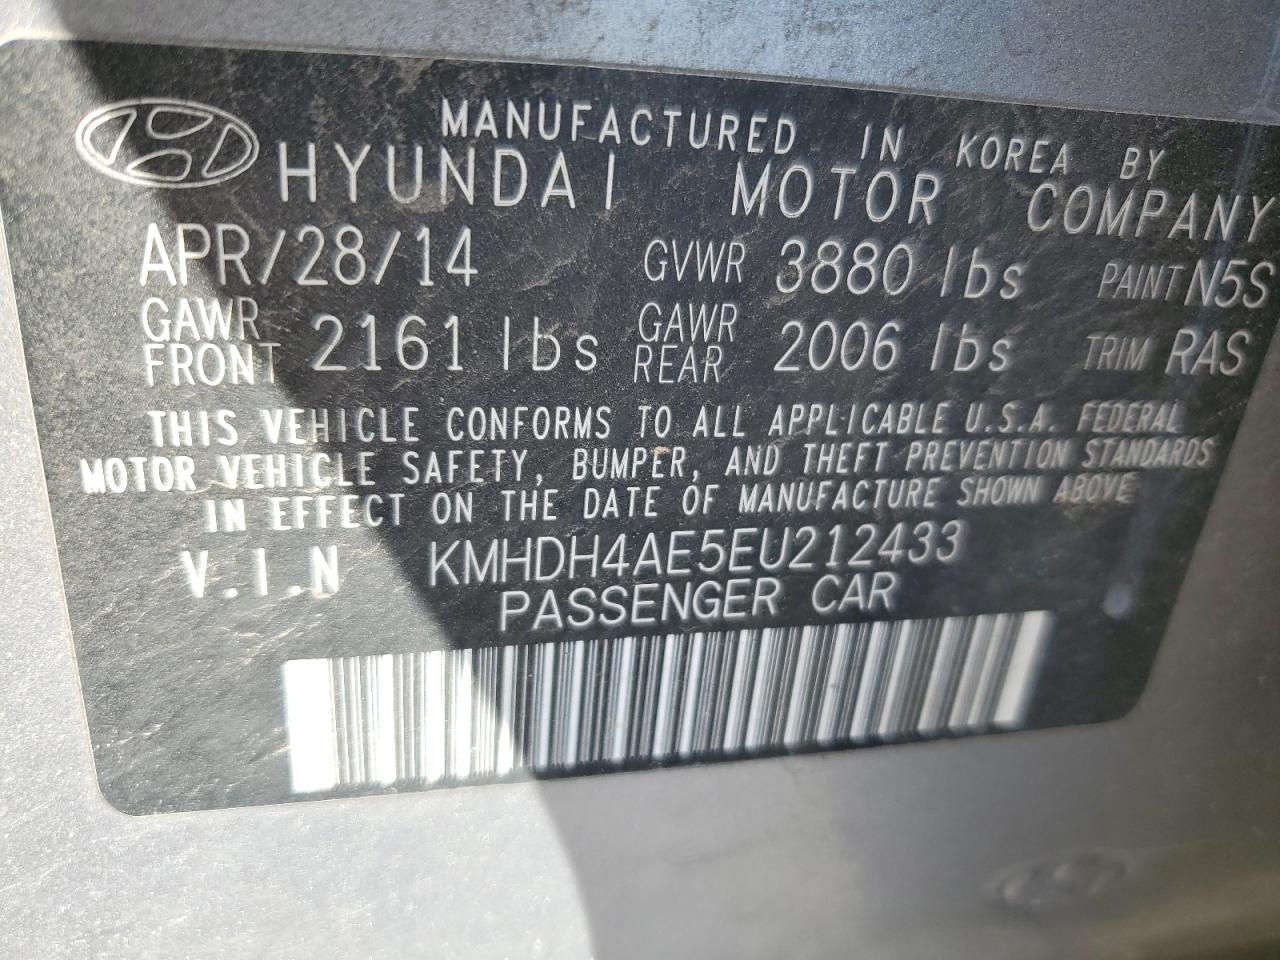 MANUFACTURED IN KOREA BY
HYUNDAI MOTOR COMPANY
APR/28/14 GVWR 3880 lbs PAINT N5S
GAWR FRONT 2161 lbs GAWR REAR 2006 lbs TRIM RAS
THIS VEHICLE CONFORMS TO ALL APPLICABLE U.S.A. FEDERAL
MOTOR VEHICLE SAFETY, BUMPER, AND THEFT PREVENTION STANDARDS
IN EFFECT ON THE DATE OF MANUFACTURE SHOWN ABOVE
V.I.N KMHDH4AE5EU212433
PASSENGER CAR